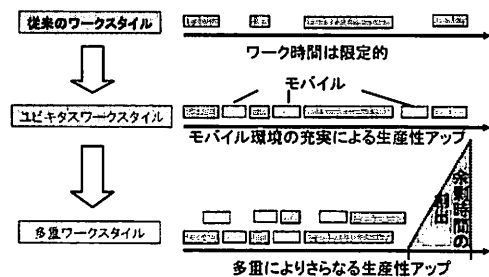 従来のワークスタイル
ワーク時間は限定的
モバイル
ユビキタスワークスタイル
モバイル環境の充実による生産性アップ
余剰時間の
創出
多重ワークスタイル
多重によりさらなる生産性アップ